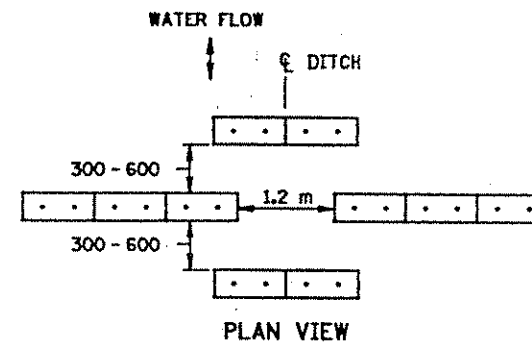 WATER FLOW
℄ DITCH
300 - 600
1.2 m
300 - 600
PLAN VIEW